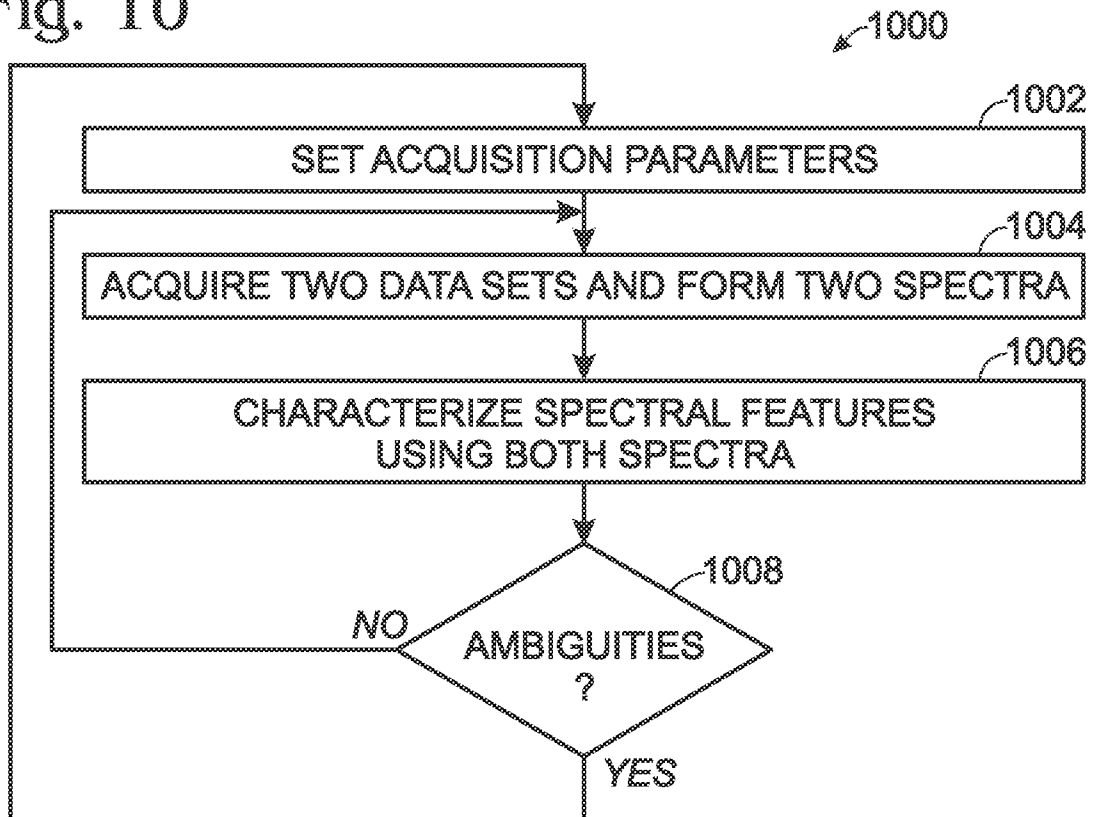 Fig. 10
1000
1002
SET ACQUISITION PARAMETERS
1004
ACQUIRE TWO DATA SETS AND FORM TWO SPECTRA
1006
CHARACTERIZE SPECTRAL FEATURES
USING BOTH SPECTRA
1008
NO
AMBIGUITIES
?
YES